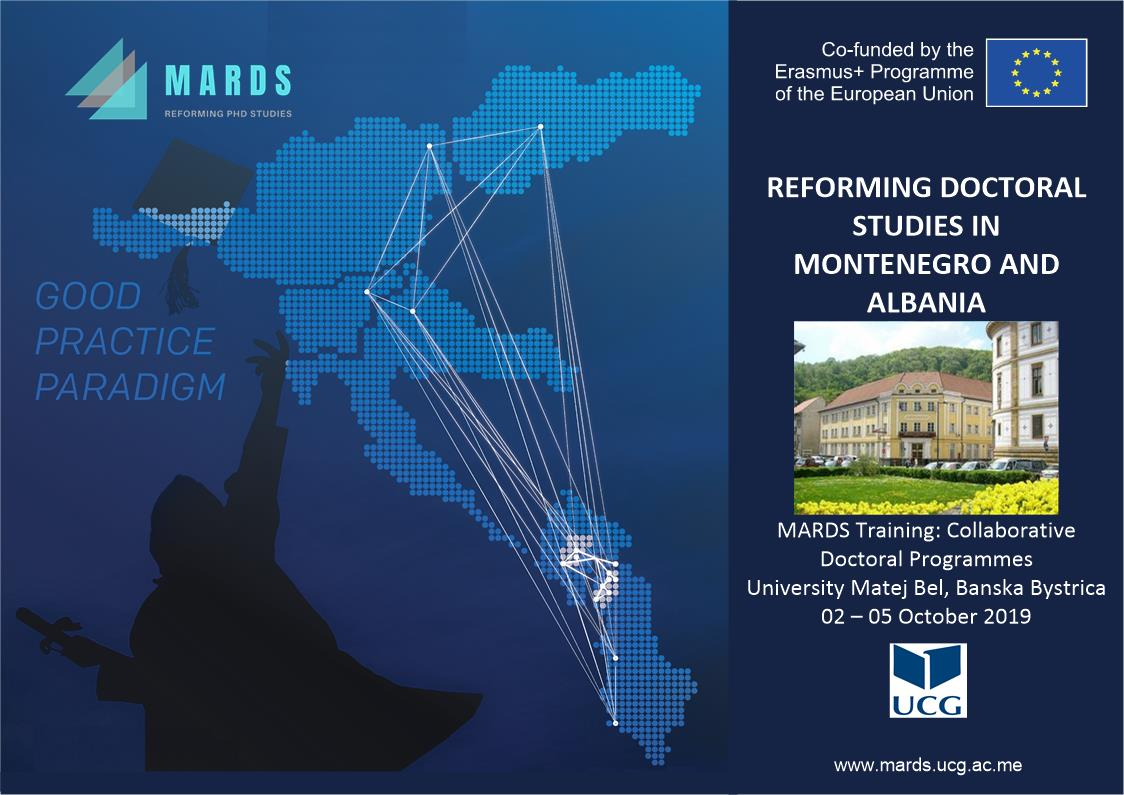 MARDS
REFORMING PHD STUDIES
GOOD
PRACTICE
PARADIGM
Co-funded by the
Erasmus+ Programme
of the European Union
REFORMING DOCTORAL
STUDIES IN
MONTENEGRO AND
ALBANIA
MARDS Training: Collaborative
Doctoral Programmes
University Matej Bel, Banska Bystrica
02 – 05 October 2019
UCG
www.mards.ucg.ac.me